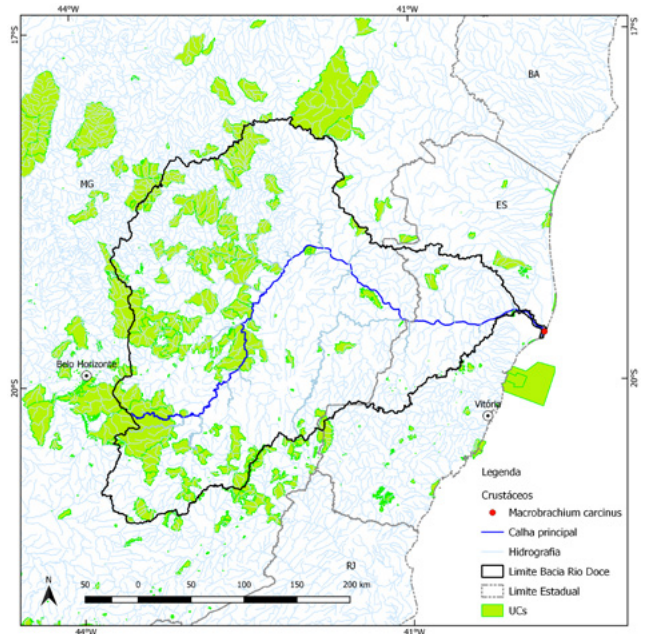 44°W
41°W
17°S
17°S
BA
MG
ES
Belo Horizonte
20°S
20°S
Vitória
Legenda
Crustáceos
Macrobrachium carcinus
Calha principal
Hidrografia
Limite Bacia Rio Doce
Limite Estadual
UCs
RJ
N
50 0 50 100 150 200 km
44°W
41°W